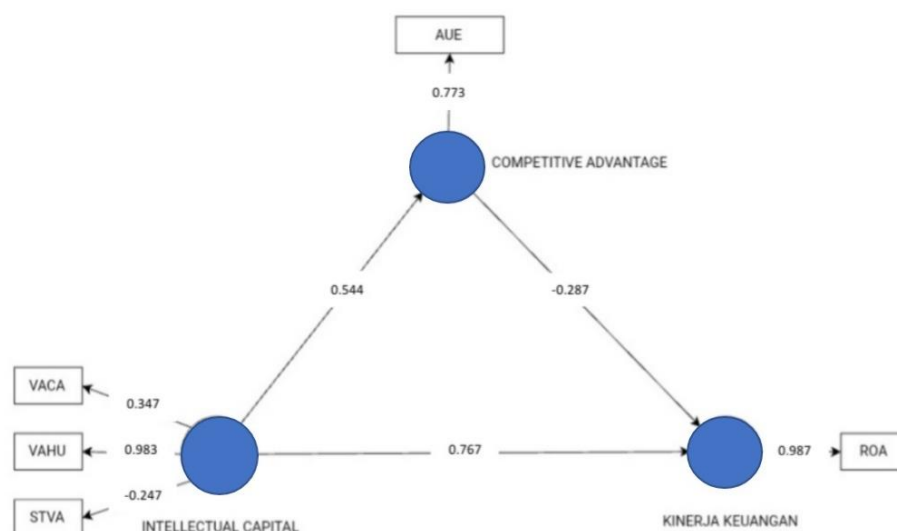 AUE
0.773
COMPETITIVE ADVANTAGE
0.544
-0.287
VACA
0.347
VAHU
0.983
0.767
0.987
ROA
-0.247
STVA
INTELLECTUAL CAPITAL
KINERJA KEUANGAN